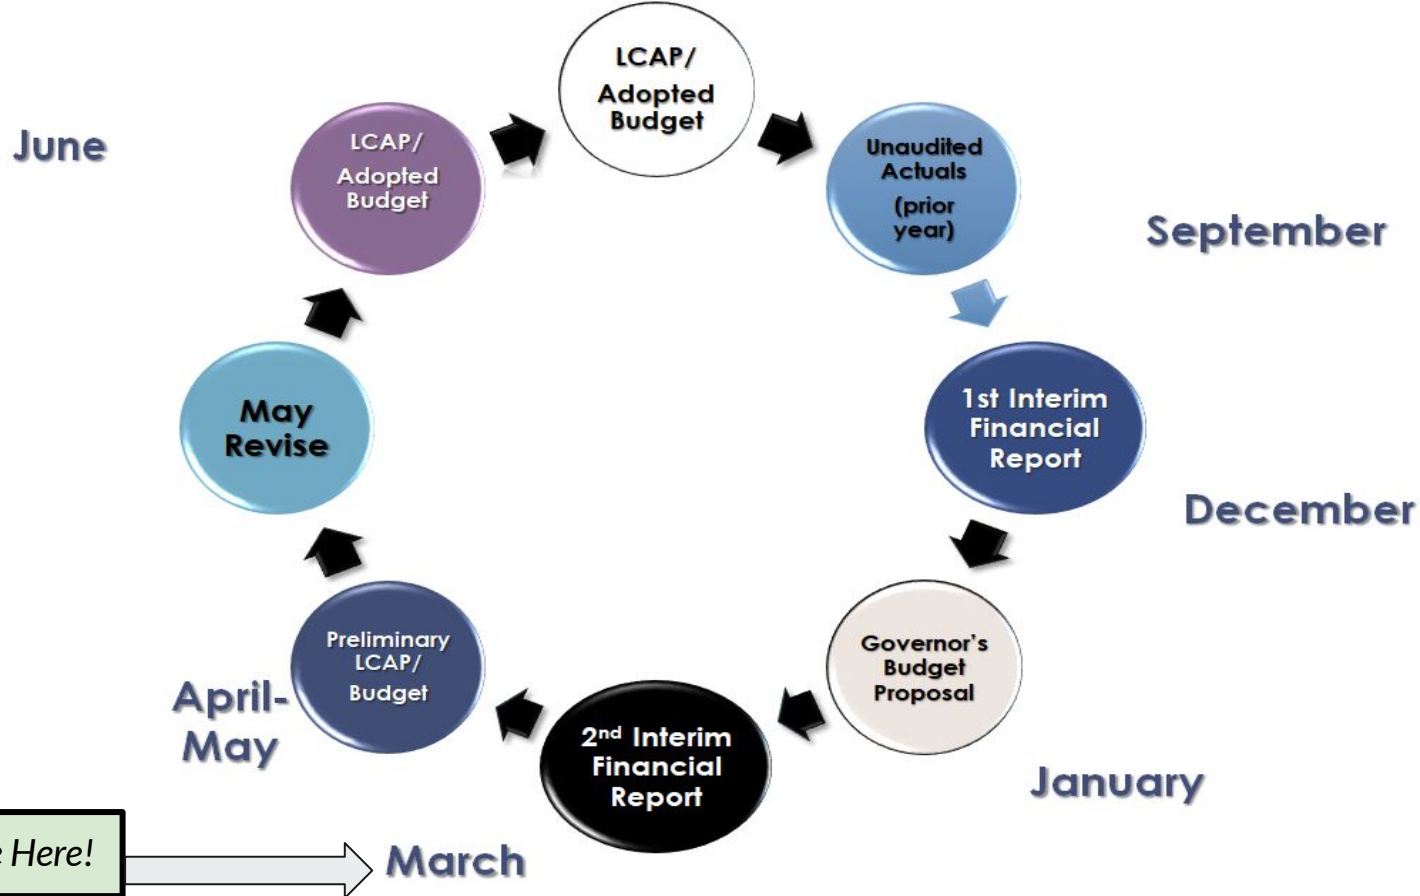 LCAP/
Adopted
Budget
Unaudited
Actuals
(prior
year)
September
1st Interim
Financial
Report
December
Governor's
Budget
Proposal
January
2nd Interim
Financial
Report
March
Here!
Preliminary
LCAP/
Budget
April-
May
May
Revise
LCAP/
Adopted
Budget
June